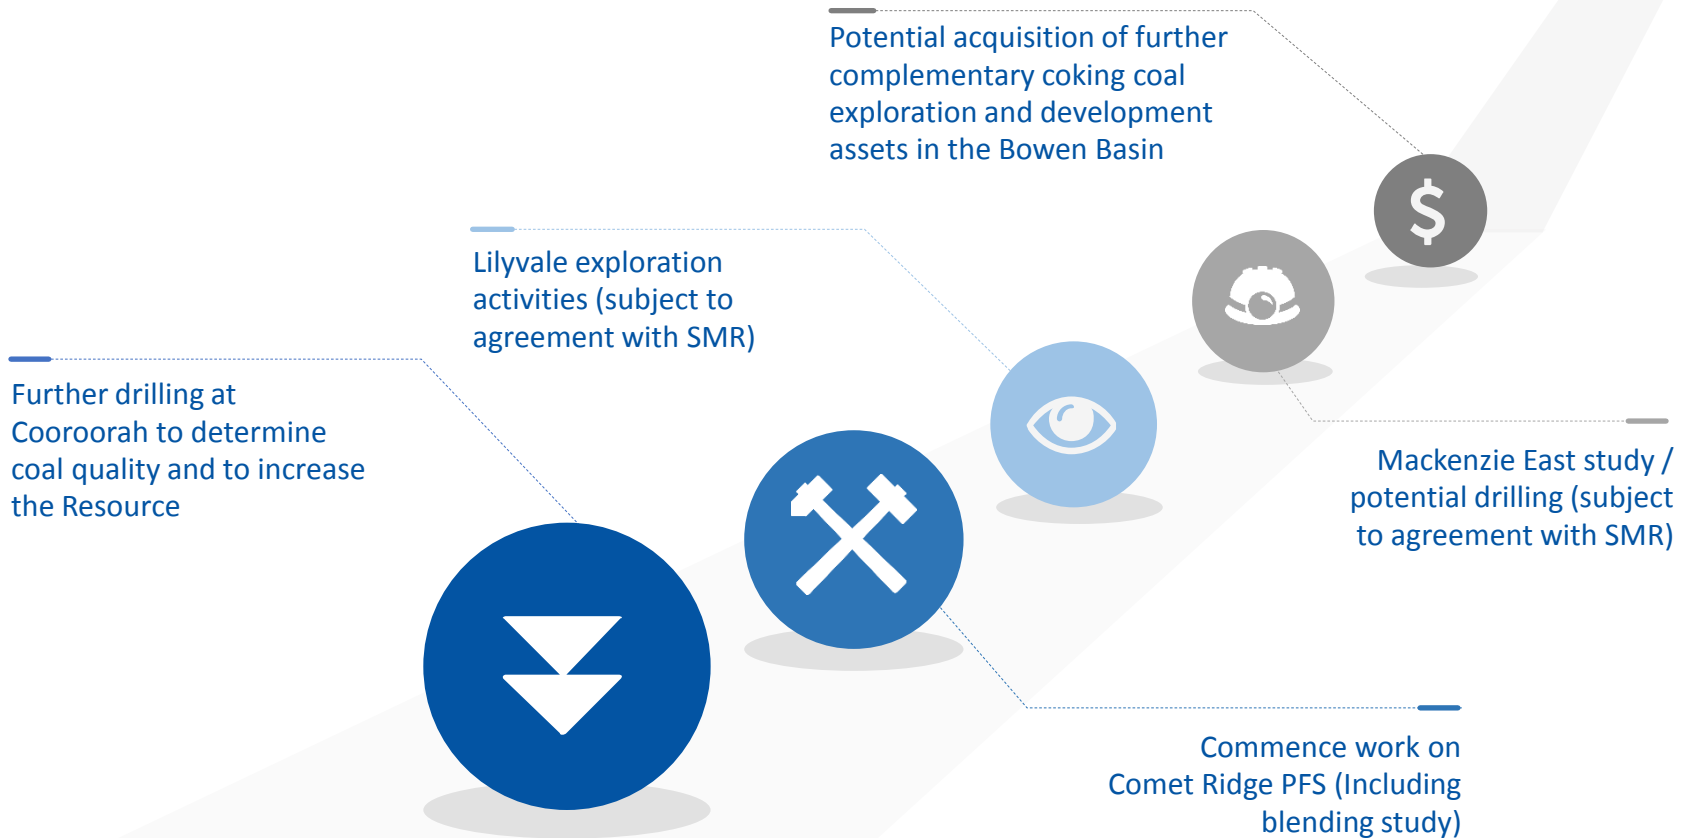 Potential acquisition of further
complementary coking coal
exploration and development
assets in the Bowen Basin
Lilyvale exploration
activities (subject to
agreement with SMR)
Further drilling at
Cooroorah to determine
coal quality and to increase
the Resource
Mackenzie East study /
potential drilling (subject
to agreement with SMR)
Commence work on
Comet Ridge PFS (Including
blending study)
$